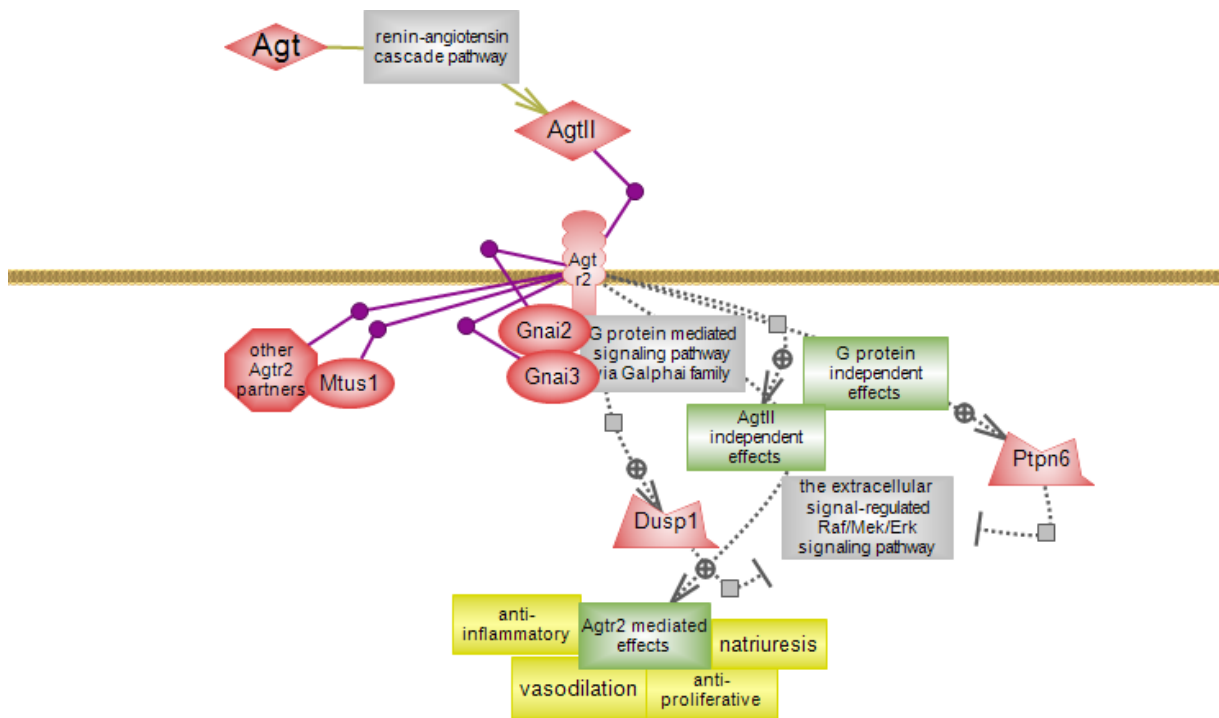 Agt
renin-angiotensin
cascade pathway
AgtII
Agt
r2
Gnai2
Gnai3
G protein mediated
signaling pathway
via Galphai family
other
Agtr2
partners
Mtus1
G protein
independent
effects
AgtII
independent
effects
Ptpn6
the extracellular
signal-regulated
Raf/Mek/Erk
signaling pathway
Dusp1
anti-
inflammatory
Agtr2 mediated
effects
natriuresis
vasodilation
anti-
proliferative